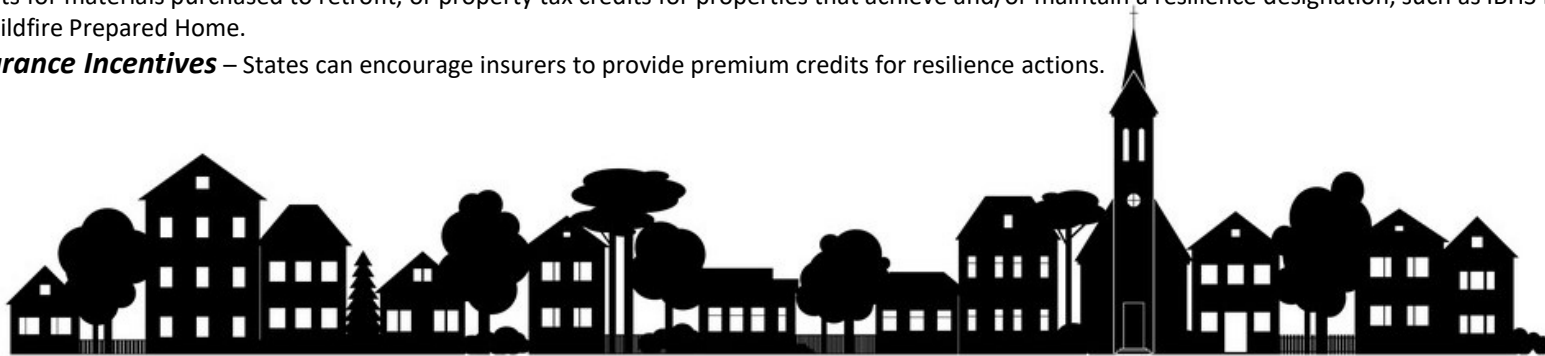 ts for materials purchased to retrofit, or property tax credits for properties that achieve and/or maintain a resilience designation, such as IBHS
ildfire Prepared Home.
urance Incentives – States can encourage insurers to provide premium credits for resilience actions.